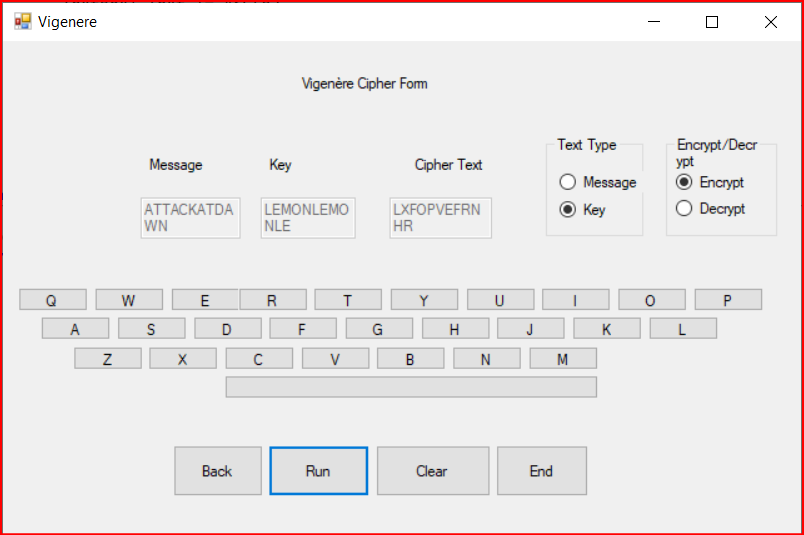 Vigenere
Vigenère Cipher Form
Message Key Cipher Text Text Type Encrypt/Decr
ypt
ATTACKATDA LEMONLEMO LXFOPVEFRN Message Encrypt
WN NLE HR Key Decrypt
Q W E R T Y U I O P
A S D F G H J K L
Z X C V B N M
Back Run Clear End